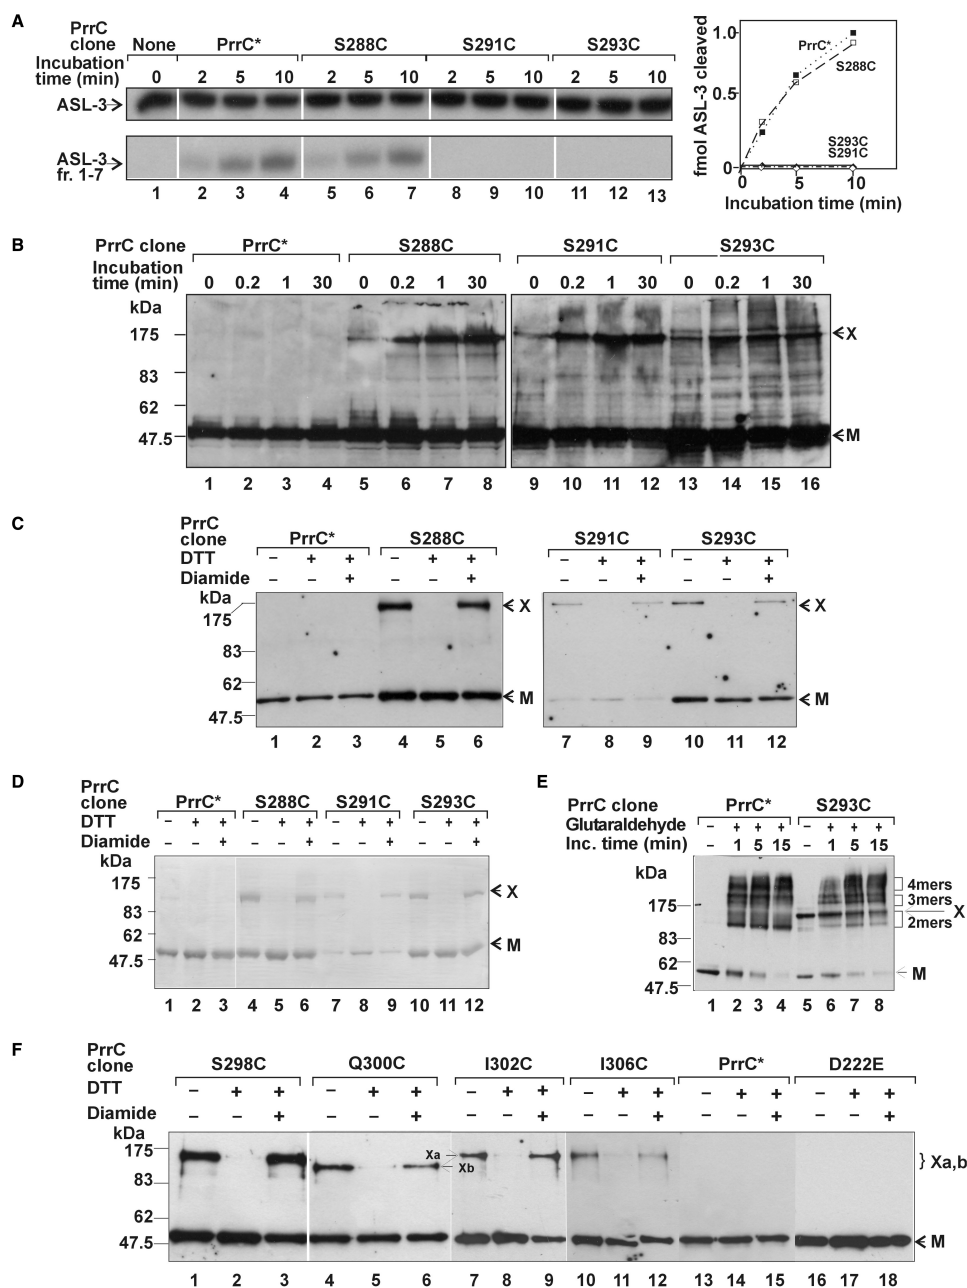 A
PrrC clone None PrrC* S288C S291C S293C
Incubation time (min) 0 2 5 10 2 5 10 2 5 10 2 5 10
ASL-3
ASL-3 fr. 1-7
1 2 3 4 5 6 7 8 9 10 11 12 13
fmol ASL-3 cleaved
1.0
0.5
0
PrrC*
S288C
S293C
S291C
0 5 10
Incubation time (min)
B
PrrC clone PrrC* S288C S291C S293C
Incubation time (min) 0 0.2 1 30 0 0.2 1 30 0 0.2 1 30 0 0.2 1 30
kDa
175
83
62
47.5
X
M
1 2 3 4 5 6 7 8 9 10 11 12 13 14 15 16
C
PrrC clone PrrC* S288C S291C S293C
DTT – + + – + + – + + – + +
Diamide – – + – – + – – + – – +
kDa
175
83
62
47.5
X
M
X
M
1 2 3 4 5 6 7 8 9 10 11 12
D
PrrC clone PrrC* S288C S291C S293C
DTT – + + – + + – + + – + +
Diamide – – + – – + – – + – – +
kDa
175
83
62
47.5
X
M
1 2 3 4 5 6 7 8 9 10 11 12
E
PrrC clone PrrC* S293C
Glutaraldehyde – + + + – + + +
Inc. time (min) – 1 5 15 – 1 5 15
kDa
175
83
62
47.5
4mers
3mers
X
2mers
M
1 2 3 4 5 6 7 8
F
PrrC clone S298C Q300C I302C I306C PrrC* D222E
DTT – + + – + + – + + – + + – + + – + +
Diamide – – + – – + – – + – – + – – + – – +
kDa
175
83
62
47.5
Xa
Xb
Xa,b
M
1 2 3 4 5 6 7 8 9 10 11 12 13 14 15 16 17 18